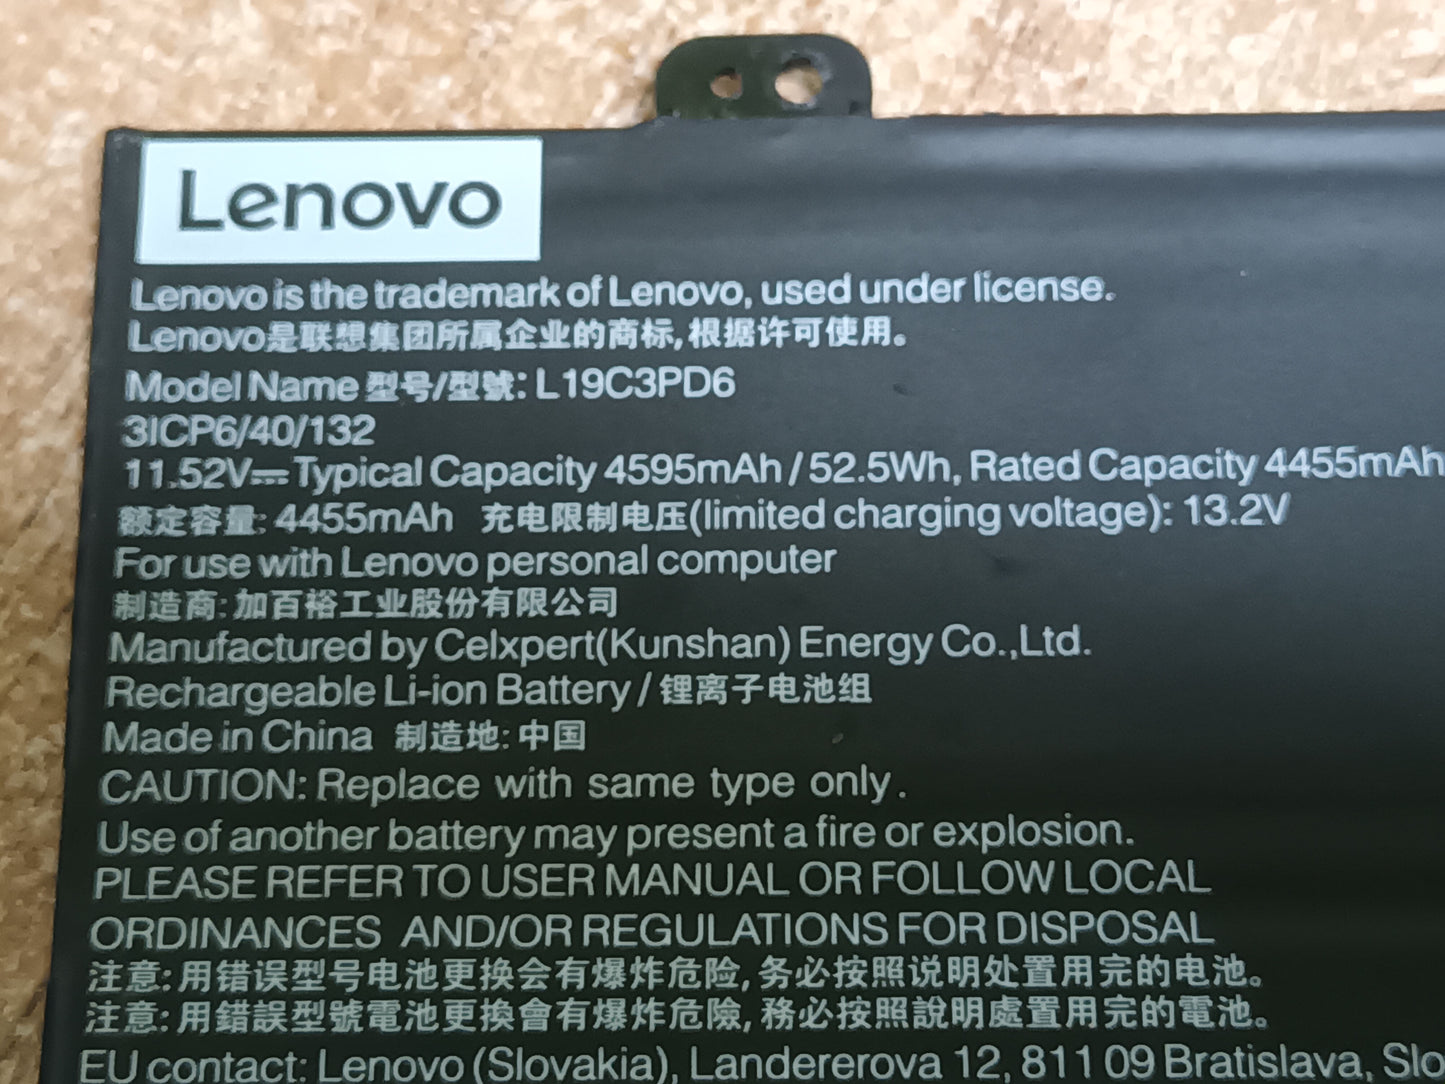 Lenovo
Lenovo is the trademark of Lenovo, used under license.
Lenovo是联想集团所属企业的商标,根据许可使用。
Model Name 型号/型號: L19C3PD6
3ICP6/40/132
11.52V⎓Typical Capacity 4595mAh / 52.5Wh, Rated Capacity 4455mAh
额定容量: 4455mAh 充电限制电压(limited charging voltage): 13.2V
For use with Lenovo personal computer
制造商: 加百裕工业股份有限公司
Manufactured by Celxpert(Kunshan) Energy Co.,Ltd.
Rechargeable Li-ion Battery / 锂离子电池组
Made in China 制造地: 中国
CAUTION: Replace with same type only.
Use of another battery may present a fire or explosion.
PLEASE REFER TO USER MANUAL OR FOLLOW LOCAL
ORDINANCES AND/OR REGULATIONS FOR DISPOSAL
注意: 用错误型号电池更换会有爆炸危险, 务必按照说明处置用完的电池。
注意: 用錯誤型號電池更換會有爆炸危險, 務必按照說明處置用完的電池。
EU contact: Lenovo (Slovakia), Landererova 12, 811 09 Bratislava, Slo